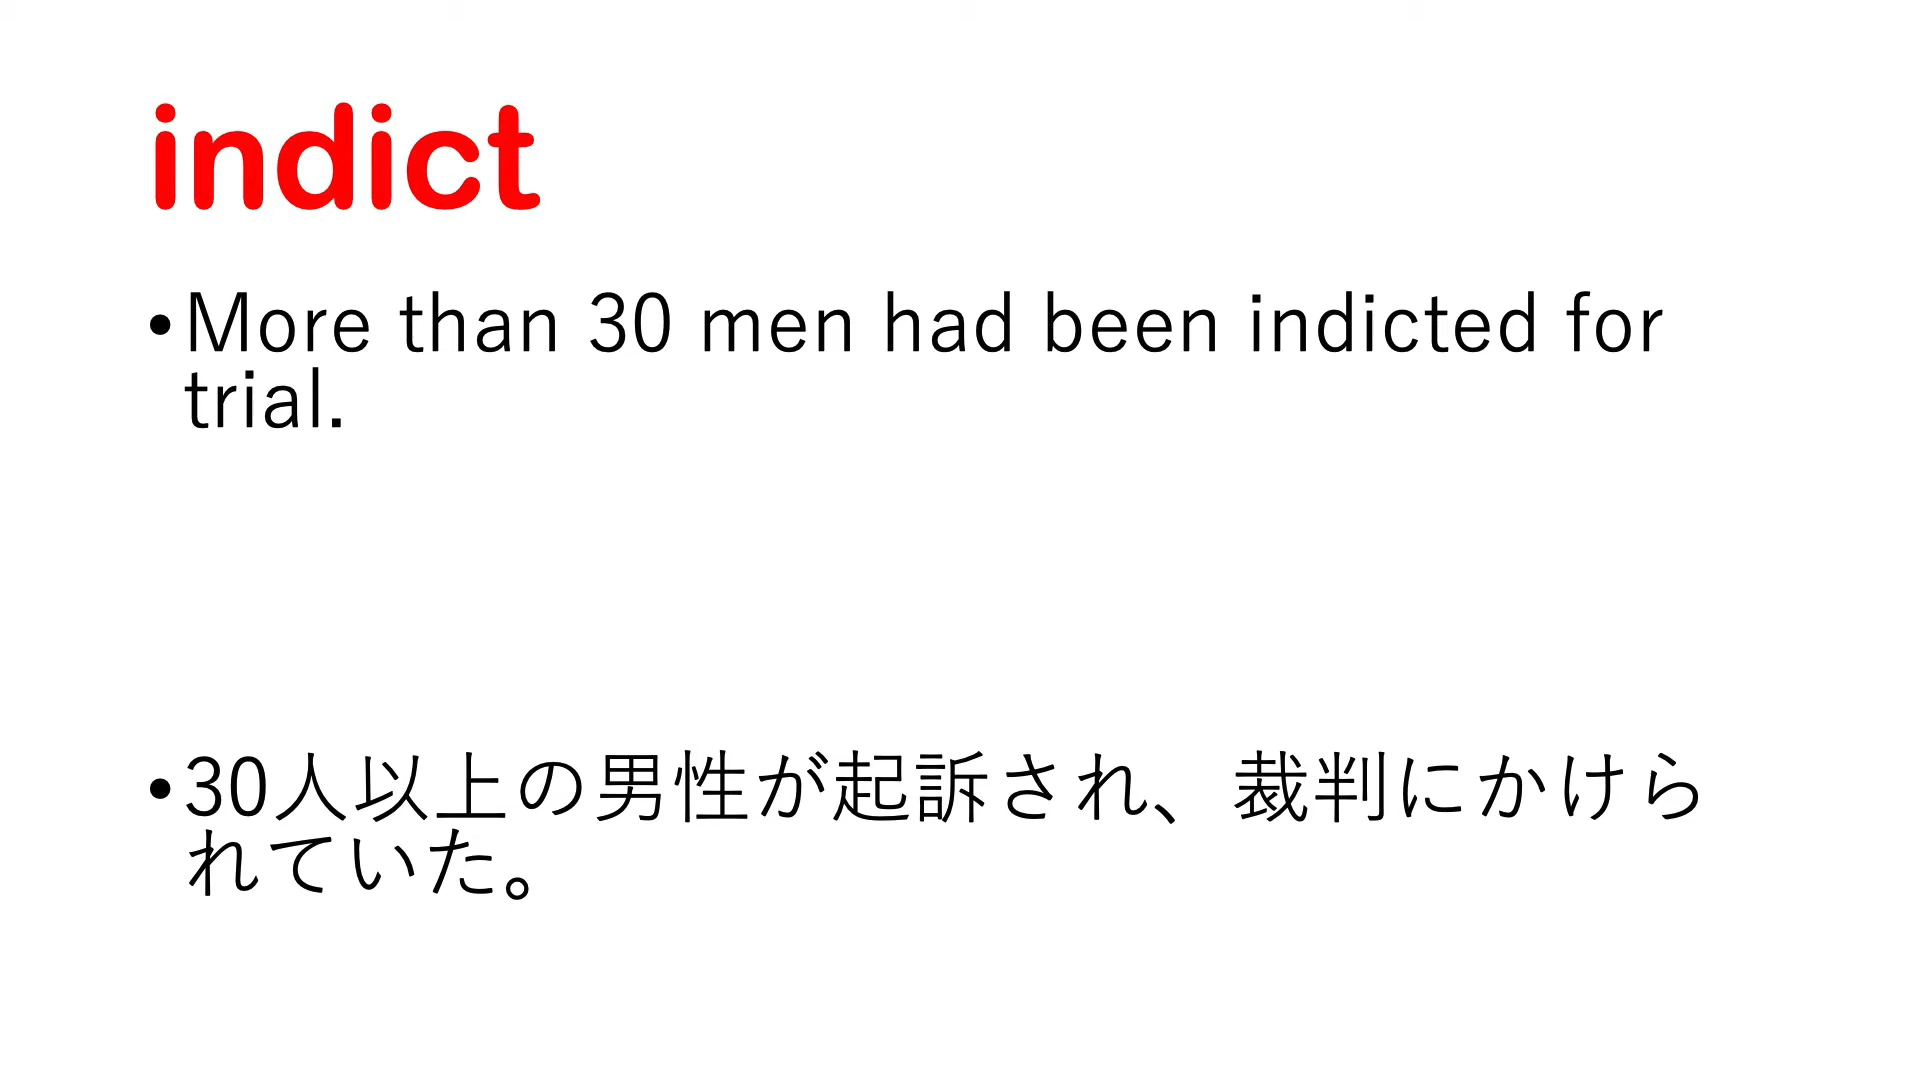 indict
•More than 30 men had been indicted for
trial.
•30人以上の男性が起訴され、裁判にかけら
れていた。